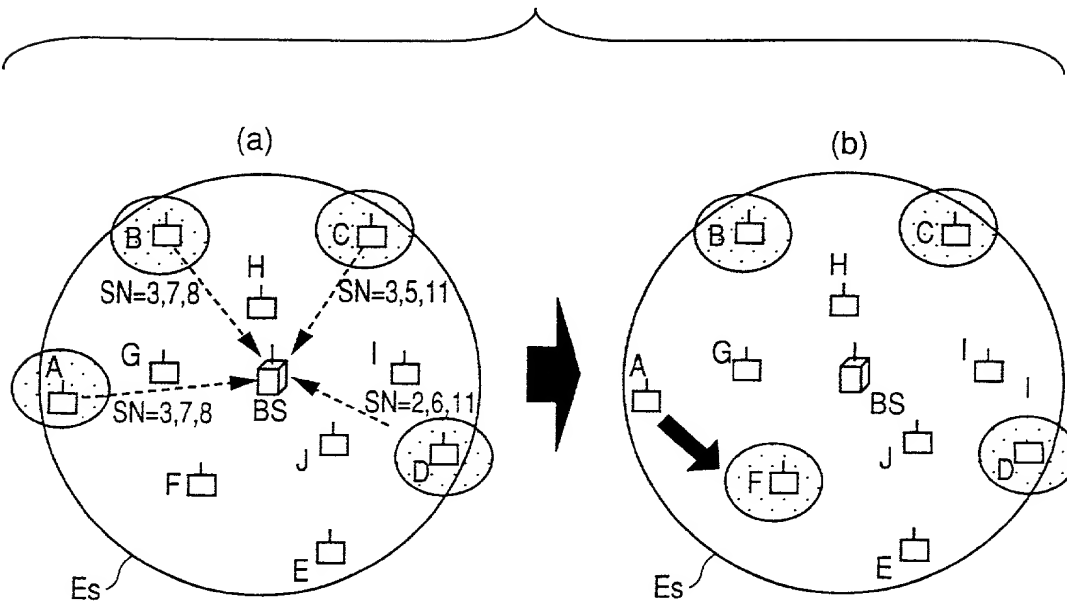 (a)
B
C
H
SN=3,7,8
SN=3,5,11
A
G
I
SN=3,7,8
BS
SN=2,6,11
J
D
F
E
Es
(b)
B
C
H
A
G
I
BS
I
J
D
F
E
Es